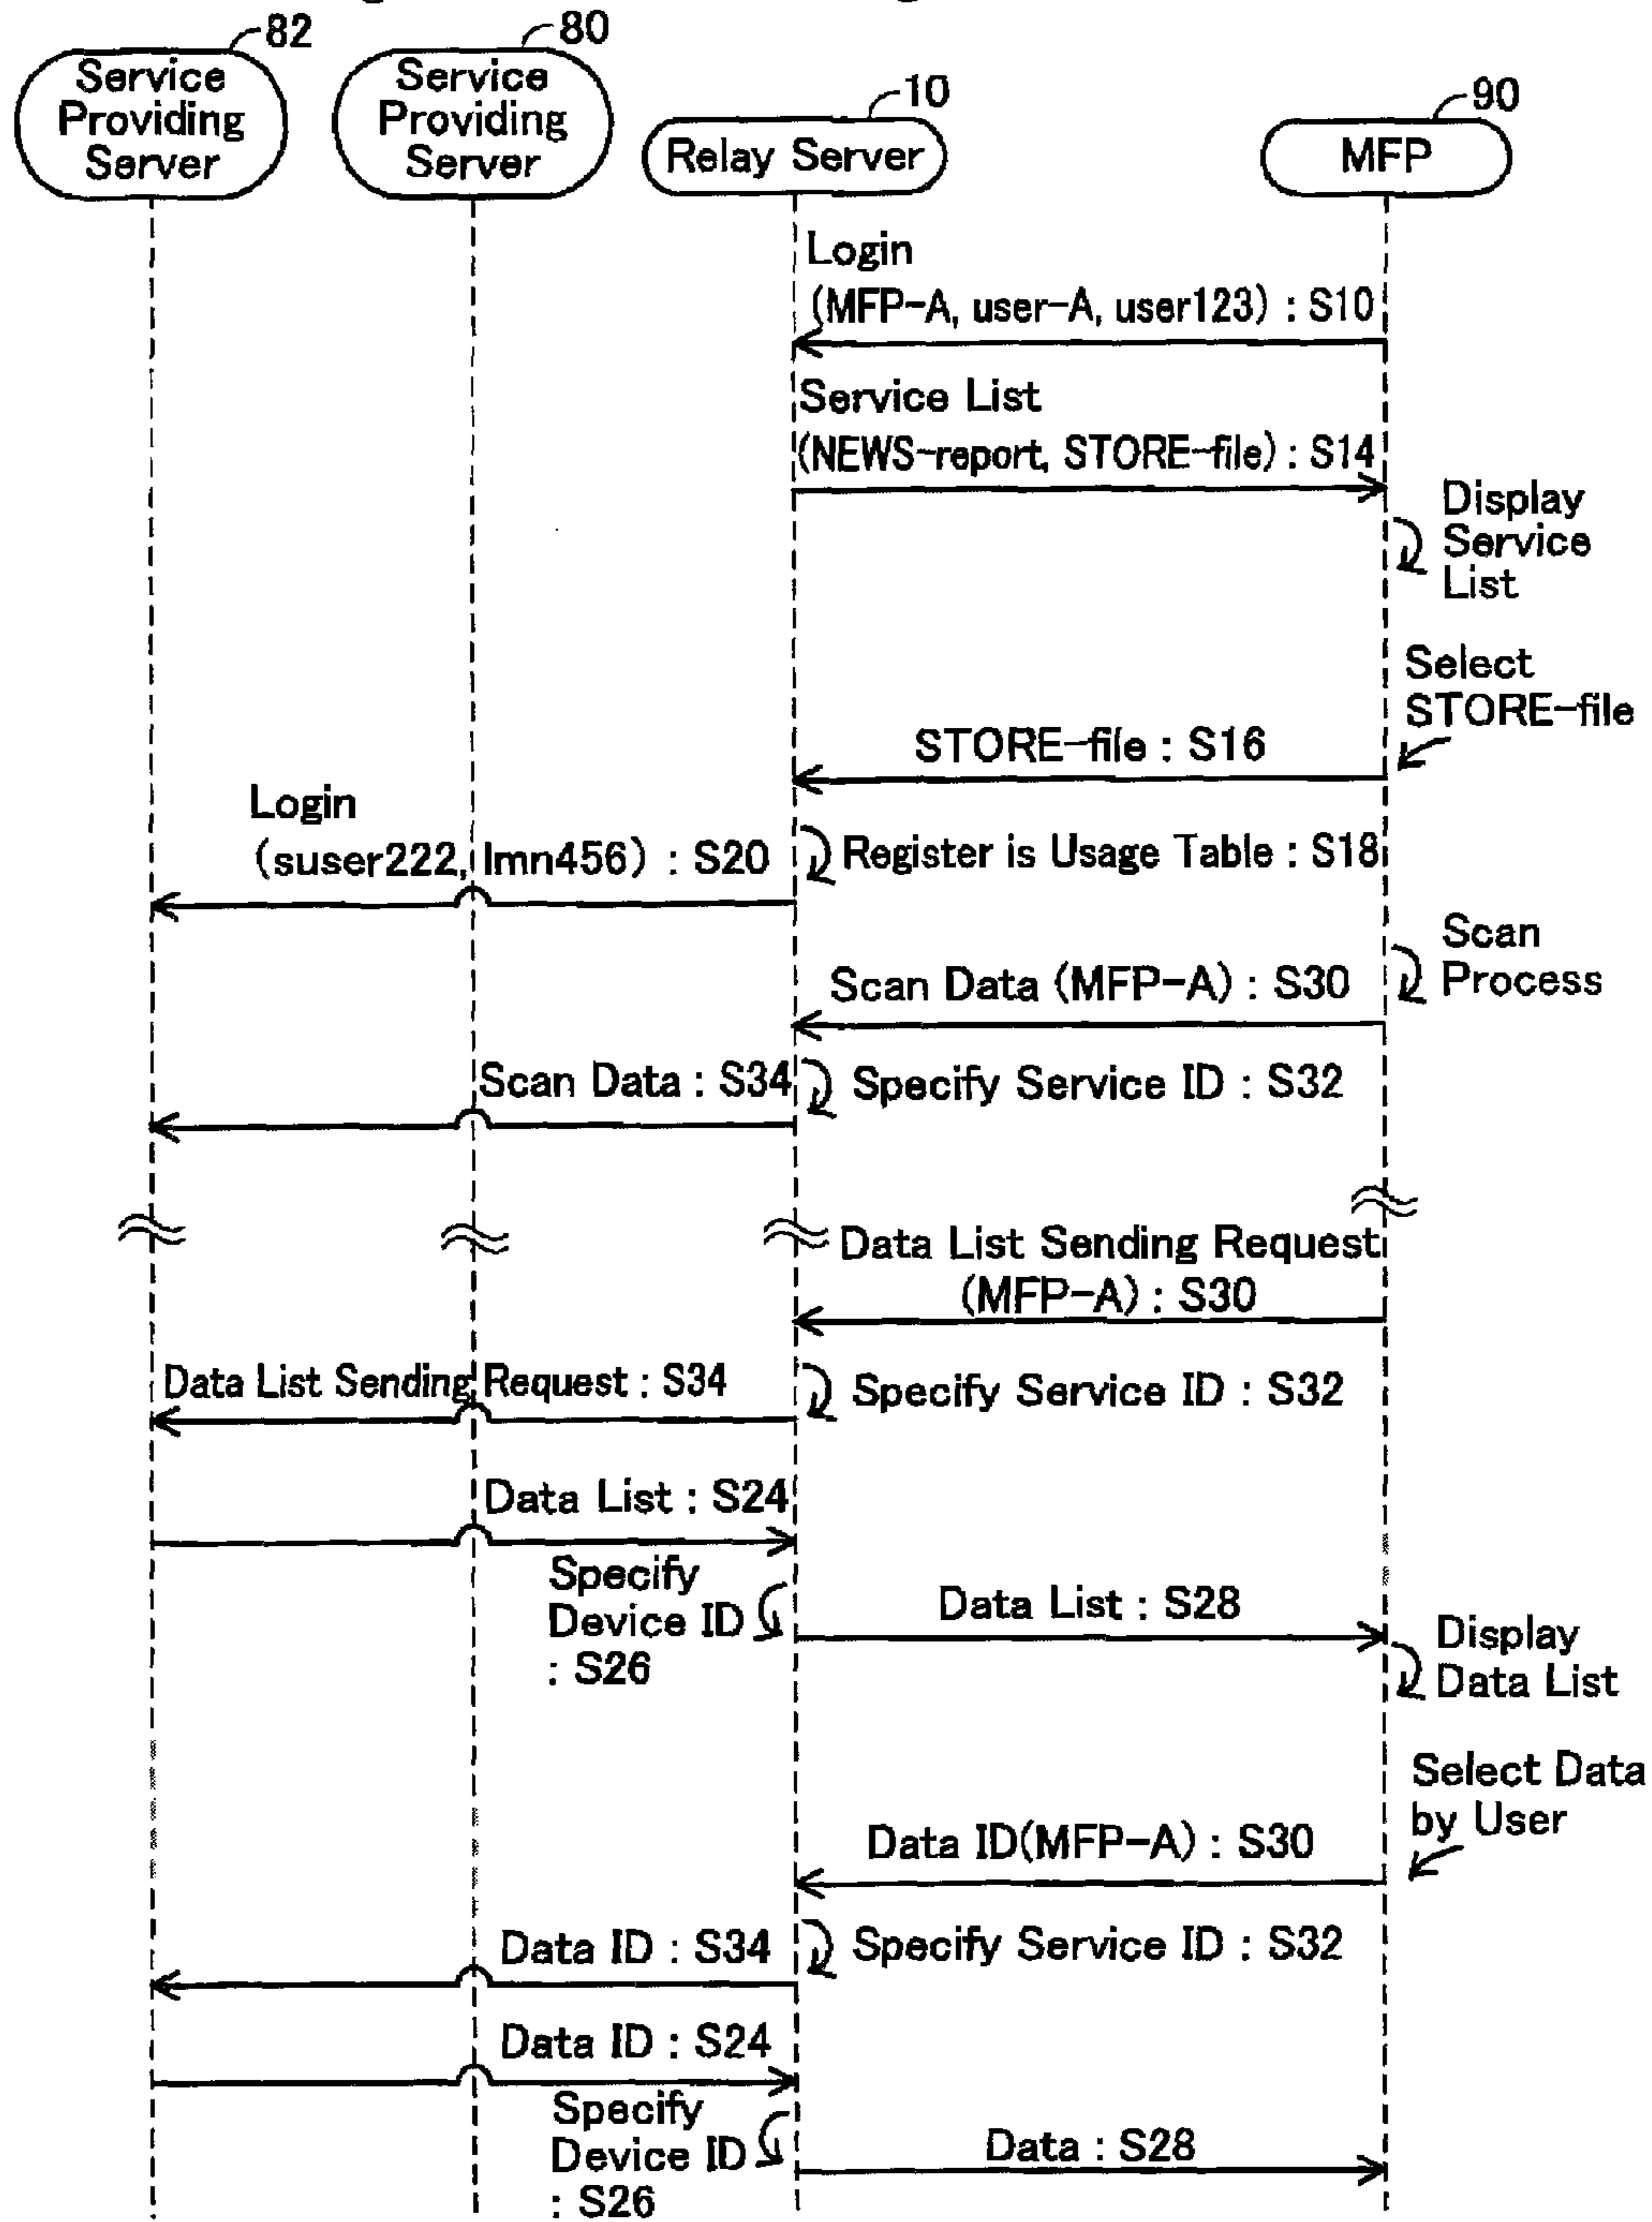 82
80
Service
Providing
Server
Service
Providing
Server
10
Relay Server
90
MFP
Login
(MFP-A, user-A, user123) : S10
Service List
(NEWS-report, STORE-file) : S14
Display
Service
List
Select
STORE-file
STORE-file : S16
Login
(suser222, lmn456) : S20
Register is Usage Table : S18
Scan
Process
Scan Data (MFP-A) : S30
Scan Data : S34
Specify Service ID : S32
Data List Sending Request
(MFP-A) : S30
Data List Sending Request : S34
Specify Service ID : S32
Data List : S24
Specify
Device ID
: S26
Data List : S28
Display
Data List
Select Data
by User
Data ID(MFP-A) : S30
Data ID : S34
Specify Service ID : S32
Data ID : S24
Specify
Device ID
: S26
Data : S28